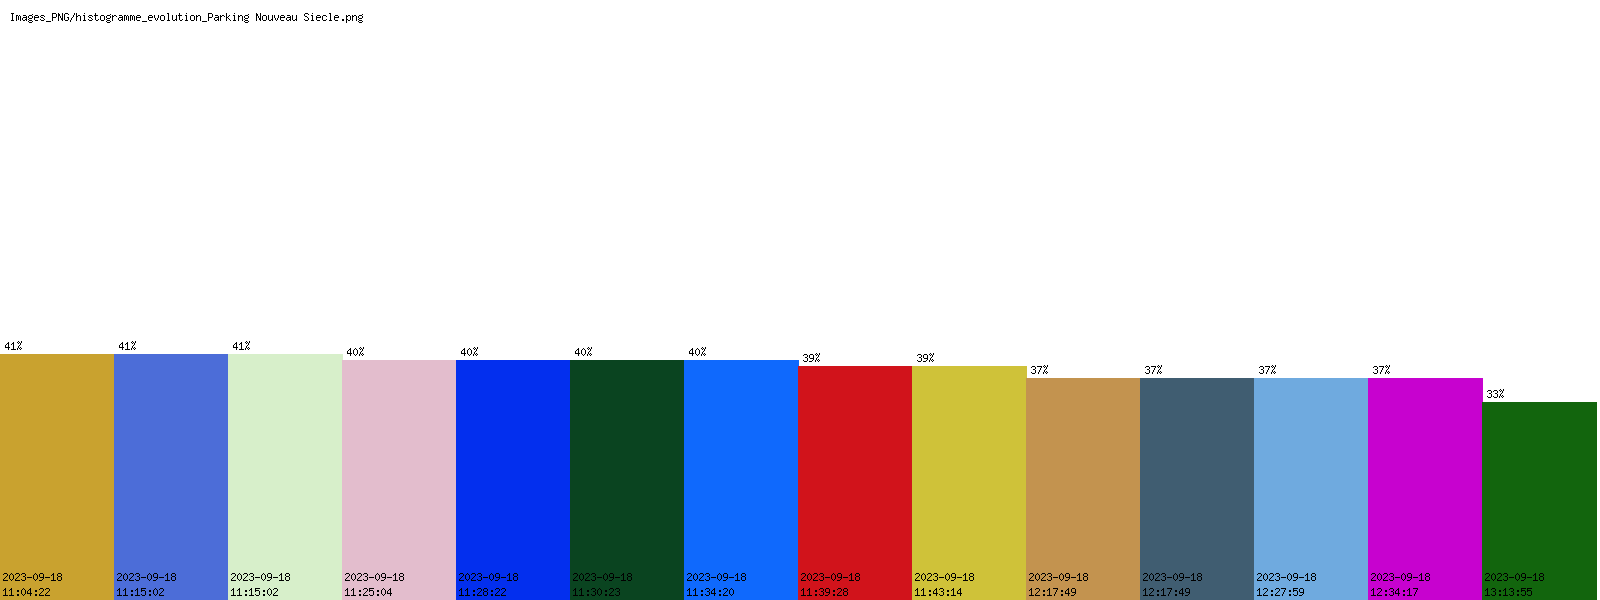 Images_PNG/histogramme_evolution_Parking Nouveau Siecle.png
41% 41% 41% 40% 40% 40% 40% 39% 39% 37% 37% 37% 37% 33%
2023-09-18 2023-09-18 2023-09-18 2023-09-18 2023-09-18 2023-09-18 2023-09-18 2023-09-18 2023-09-18 2023-09-18 2023-09-18 2023-09-18 2023-09-18 2023-09-18
11:04:22 11:15:02 11:15:02 11:25:04 11:28:22 11:30:23 11:34:20 11:39:28 11:43:14 12:17:49 12:17:49 12:27:59 12:34:17 13:13:55